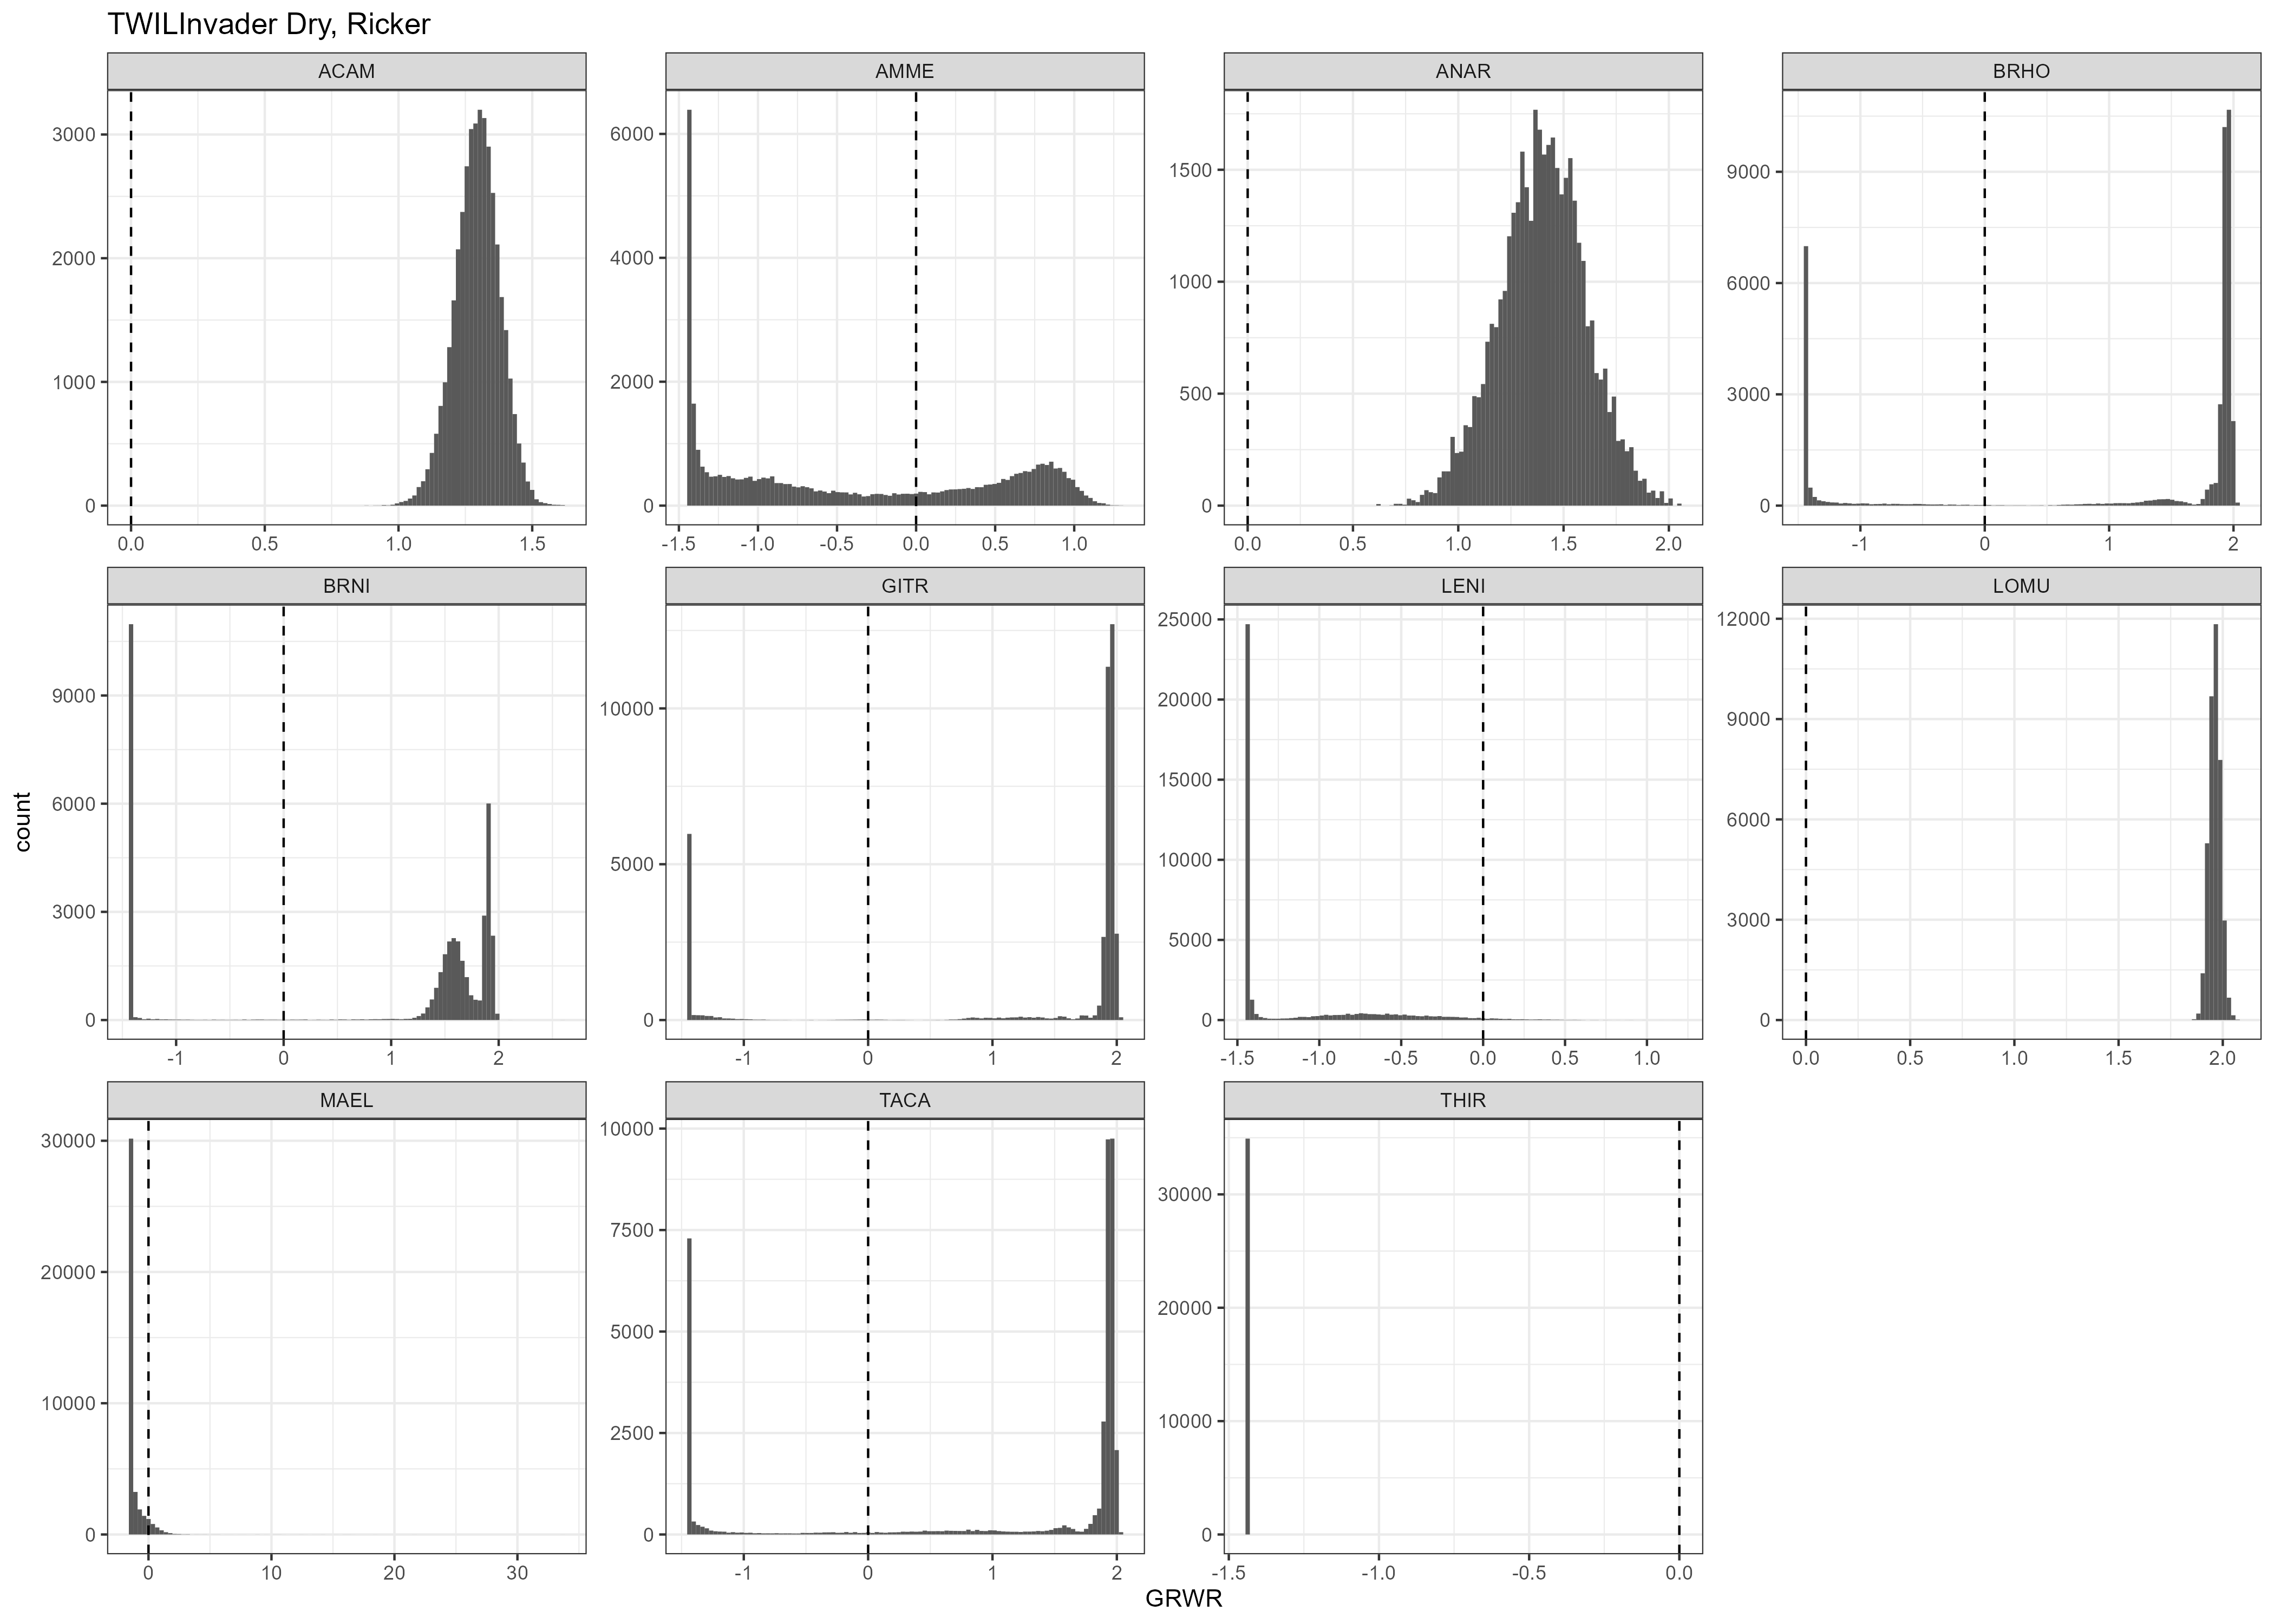 TWILInvader Dry, Ricker
ACAM AMME ANAR BRHO
3000 6000 1500 9000
2000 4000 1000 6000
1000 2000 500 3000
0 0 0 0
0.0 0.5 1.0 1.5 -1.5 -1.0 -0.5 0.0 0.5 1.0 0.0 0.5 1.0 1.5 2.0 -1 0 1 2
BRNI GITR LENI LOMU
9000 10000 25000 12000
6000 5000 20000 9000
3000 0 15000 6000
0 10000 3000
5000 0
0
-1 0 1 2 -1 0 1 2 -1.5 -1.0 -0.5 0.0 0.5 1.0 0.0 0.5 1.0 1.5 2.0
count
MAEL TACA THIR
30000 10000 30000
20000 7500 20000
10000 5000 10000
0 2500 0
0
0 10 20 30 -1 0 1 2 -1.5 -1.0 -0.5 0.0
GRWR